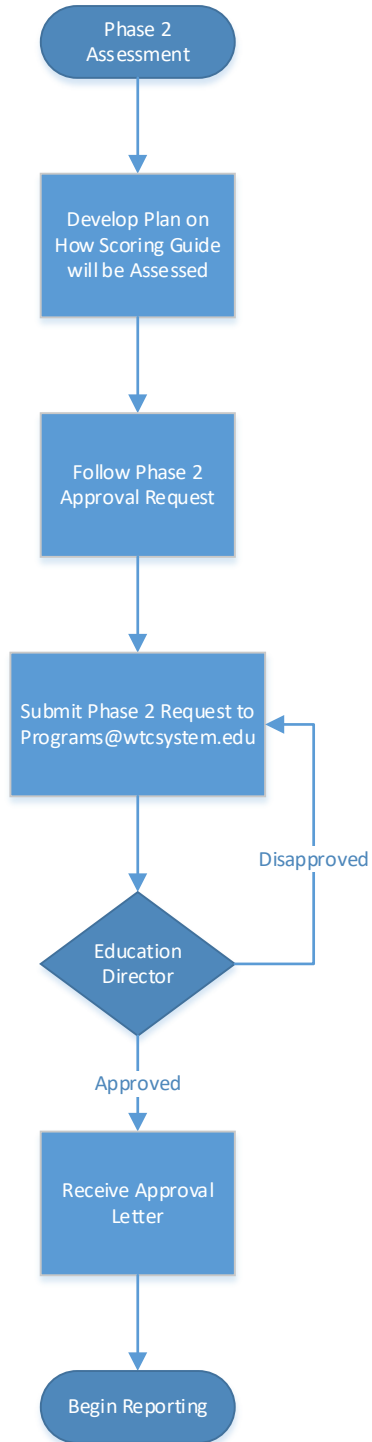 Phase 2
Assessment
Develop Plan on
How Scoring Guide
will be Assessed
Follow Phase 2
Approval Request
Submit Phase 2 Request to
Programs@wtcsystem.edu
Disapproved
Education
Director
Approved
Receive Approval
Letter
Begin Reporting